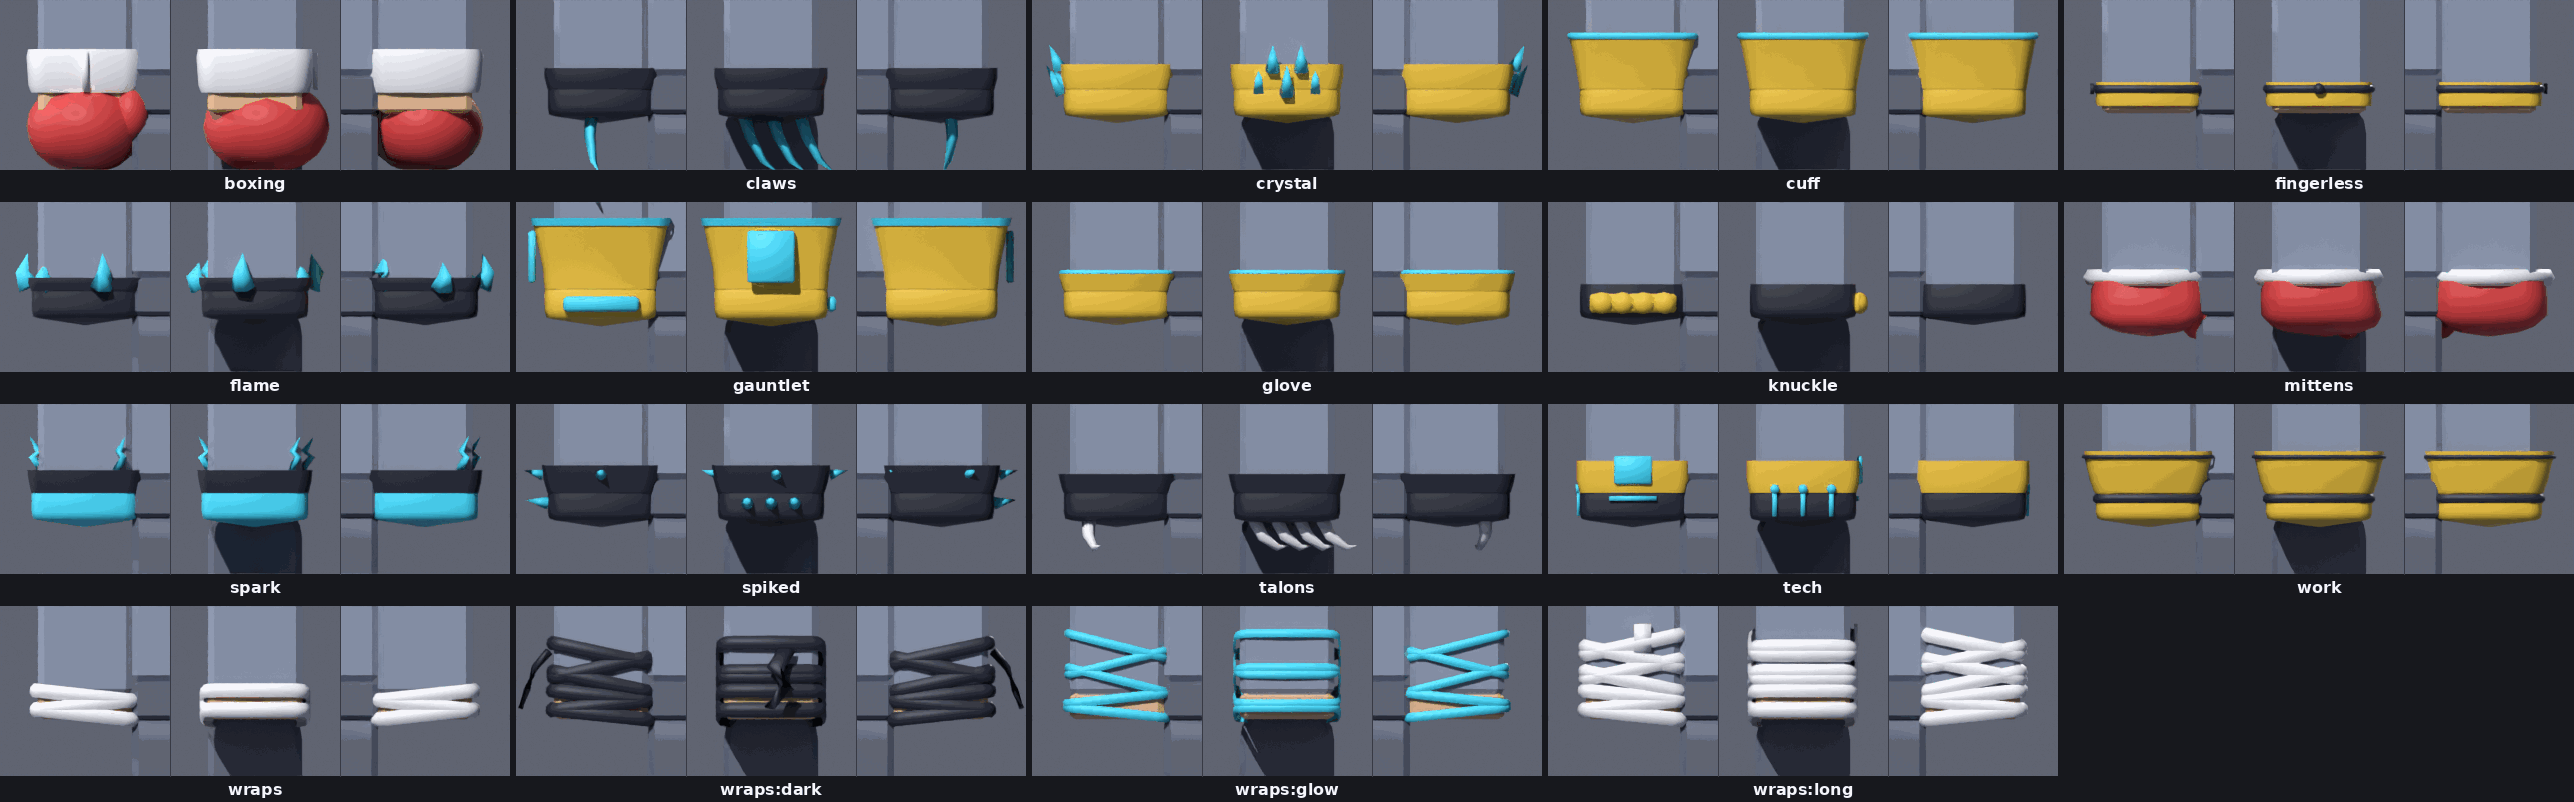 boxing
claws
crystal
cuff
fingerless
flame
gauntlet
glove
knuckle
mittens
spark
spiked
talons
tech
work
wraps
wraps:dark
wraps:glow
wraps:long